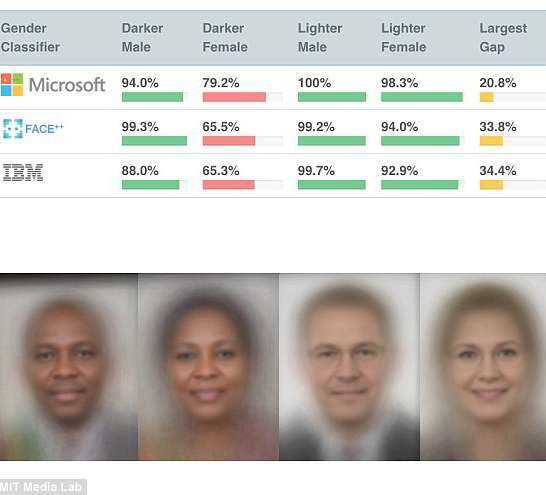 Gender Classifier Darker Male Darker Female Lighter Male Lighter Female Largest Gap
Microsoft 94.0% 79.2% 100% 98.3% 20.8%
FACE++ 99.3% 65.5% 99.2% 94.0% 33.8%
IBM 88.0% 65.3% 99.7% 92.9% 34.4%
MIT Media Lab